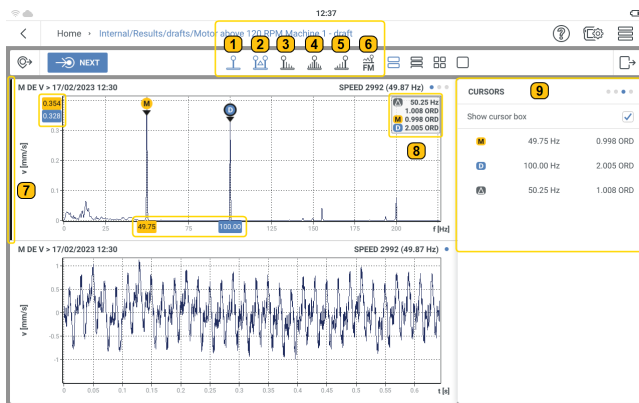 12:37
Home › Internal/Results/drafts/Motor above 120 RPM Machine 1 - draft
1 2 3 4 5 6
NEXT
FM
M DE V > 17/02/2023 12:30 SPEED 2992 (49.87 Hz)
0.354
0.328
M
D
50.25 Hz
1.008 ORD
M 0.998 ORD
D 2.005 ORD
8
7
v [mm/s]
0.3
0.2
0.1
0
0 25 49.75 75 100.00 125 150 175 200 f [Hz]
M DE V > 17/02/2023 12:30 SPEED 2992 (49.87 Hz)
v [mm/s]
1
0.5
0
-0.5
-1
0 0.05 0.1 0.15 0.2 0.25 0.3 0.35 0.4 0.45 0.5 0.55 0.6 t [s]
CURSORS 9
Show cursor box
M 49.75 Hz 0.998 ORD
D 100.00 Hz 2.005 ORD
50.25 Hz 1.008 ORD